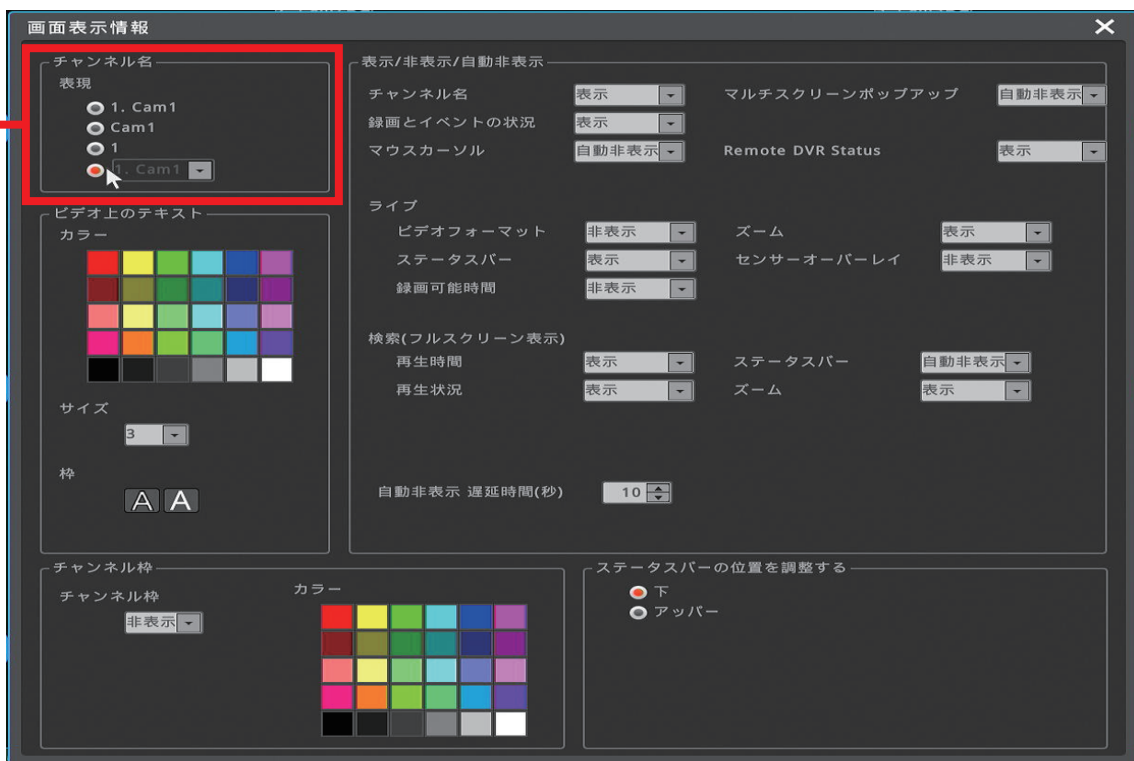 画面表示情報
チャンネル名
表現
1. Cam1
Cam1
1
1. Cam1
表示/非表示/自動非表示
チャンネル名 表示 マルチスクリーンポップアップ 自動非表示
録画とイベントの状況 表示
マウスカーソル 自動非表示 Remote DVR Status 表示
ライブ
ビデオフォーマット 非表示 ズーム 表示
ステータスバー 表示 センサーオーバーレイ 非表示
録画可能時間 非表示
検索(フルスクリーン表示)
再生時間 表示 ステータスバー 自動非表示
再生状況 表示 ズーム 表示
自動非表示 遅延時間(秒) 10
ビデオ上のテキスト
カラー
サイズ
3
枠
A A
チャンネル枠
チャンネル枠 カラー
非表示
ステータスバーの位置を調整する
下
アッパー